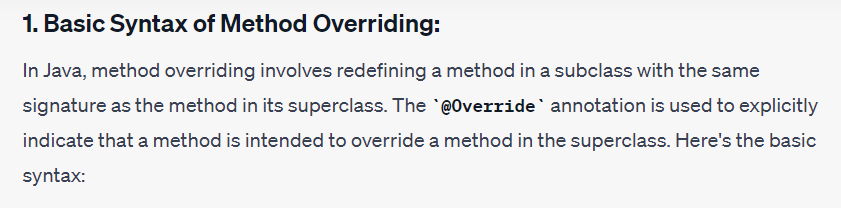 1. Basic Syntax of Method Overriding:
In Java, method overriding involves redefining a method in a subclass with the same
signature as the method in its superclass. The `@Override` annotation is used to explicitly
indicate that a method is intended to override a method in the superclass. Here's the basic
syntax: